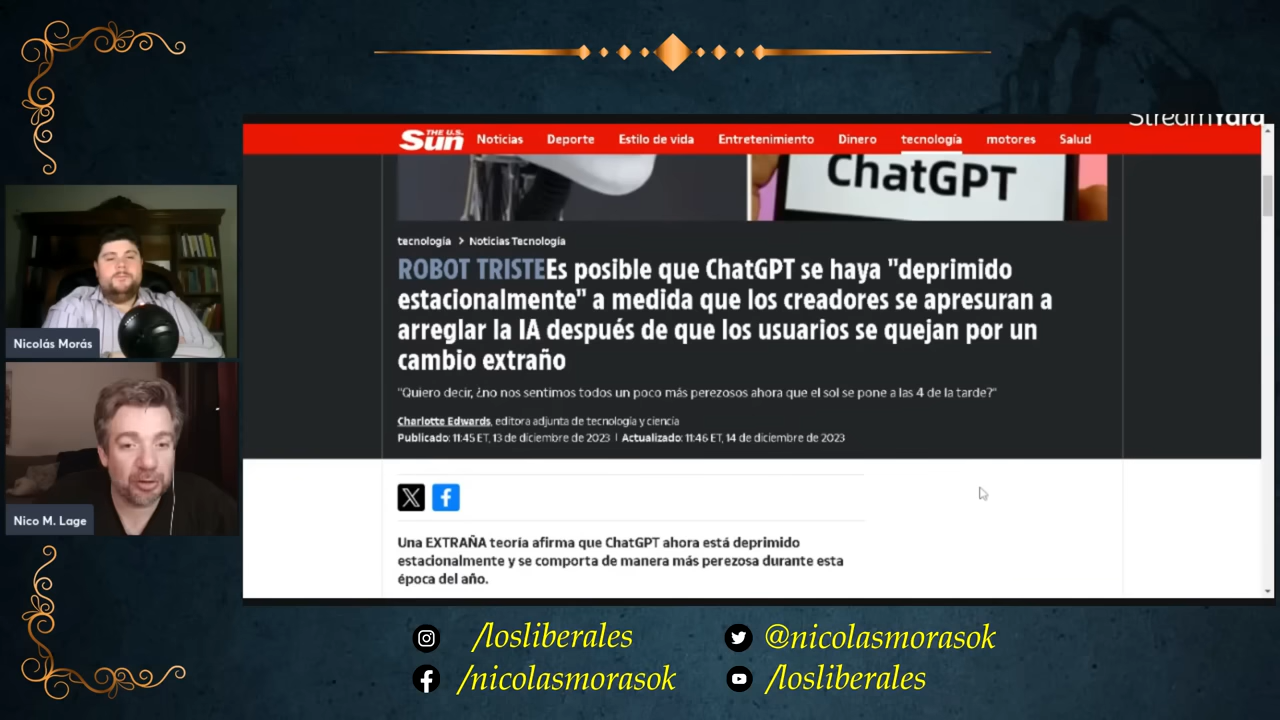 StreamYard
THE U.S.
Sun
Noticias Deporte Estilo de vida Entretenimiento Dinero tecnología motores Salud
ChatGPT
tecnología > Noticias Tecnología
ROBOT TRISTEEs posible que ChatGPT se haya "deprimido
estacionalmente" a medida que los creadores se apresuran a
arreglar la IA después de que los usuarios se quejan por un
cambio extraño
"Quiero decir, ¿no nos sentimos todos un poco más perezosos ahora que el sol se pone a las 4 de la tarde?"
Charlotte Edwards, editora adjunta de tecnología y ciencia
Publicado: 11:45 ET, 13 de diciembre de 2023 | Actualizado: 11:46 ET, 14 de diciembre de 2023
Una EXTRAÑA teoría afirma que ChatGPT ahora está deprimido
estacionalmente y se comporta de manera más perezosa durante esta
época del año.
Nicolás Morás
Nico M. Lage
/losliberales
@nicolasmorasok
/nicolasmorasok
/losliberales